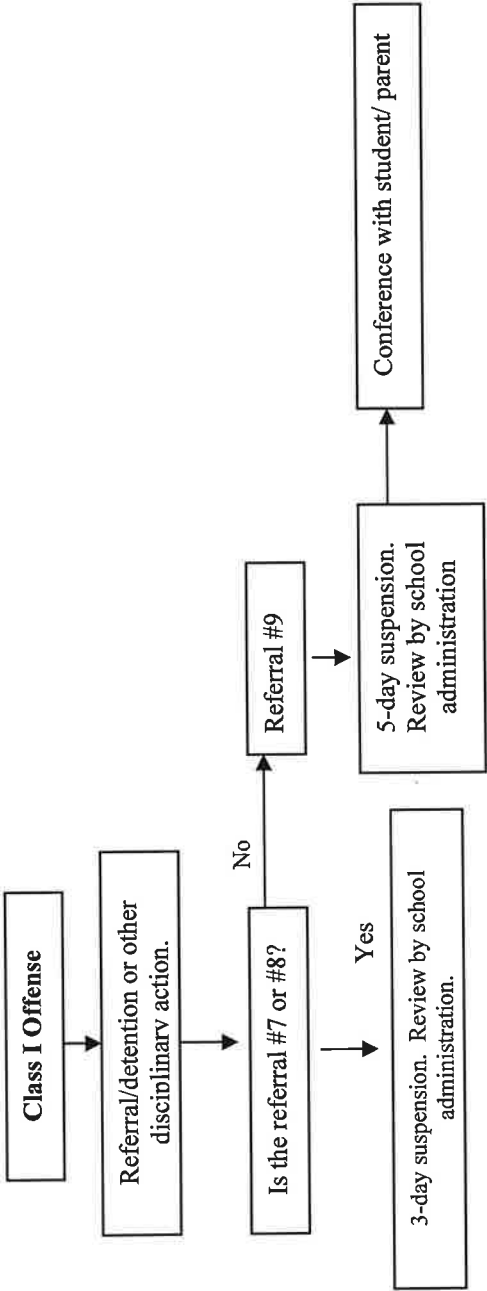 Class I Offense
Referral/detention or other
disciplinary action.
Is the referral #7 or #8?
No
Referral #9
Yes
3-day suspension.  Review by school
administration.
5-day suspension.
Review by school
administration
Conference with student/ parent